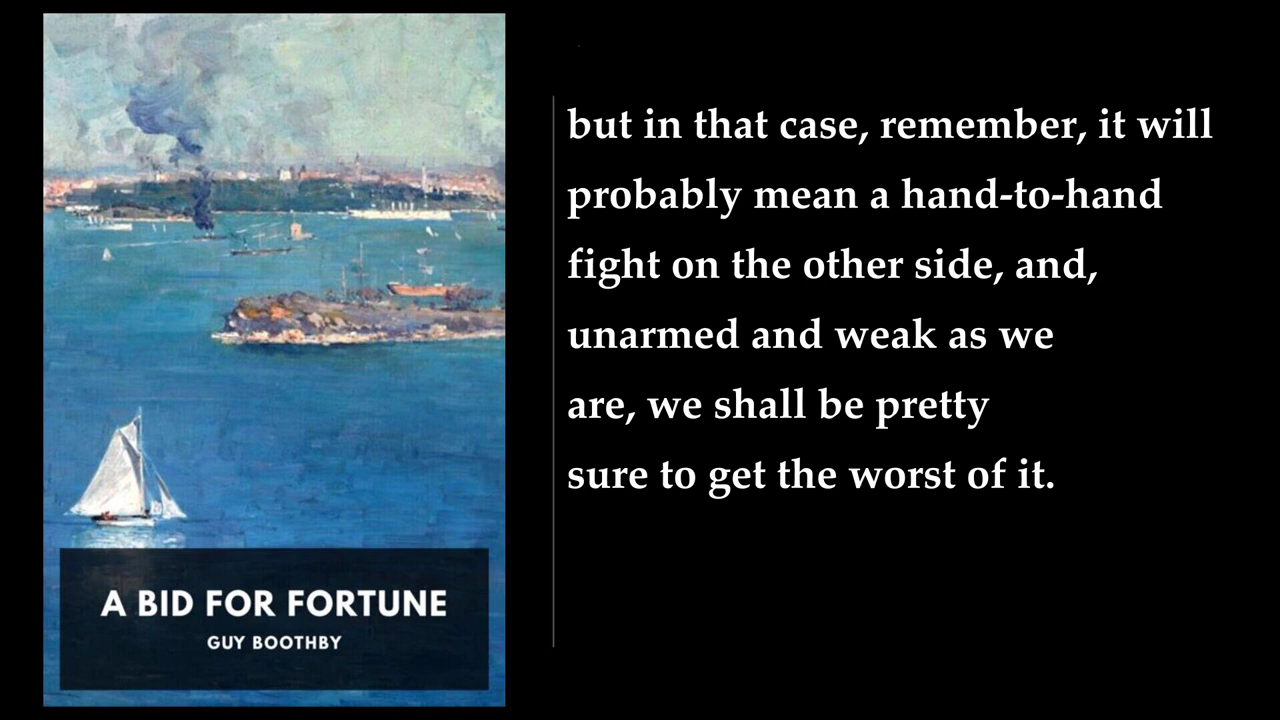 but in that case, remember, it will
probably mean a hand-to-hand
fight on the other side, and,
unarmed and weak as we
are, we shall be pretty
sure to get the worst of it.
A BID FOR FORTUNE
GUY BOOTHBY